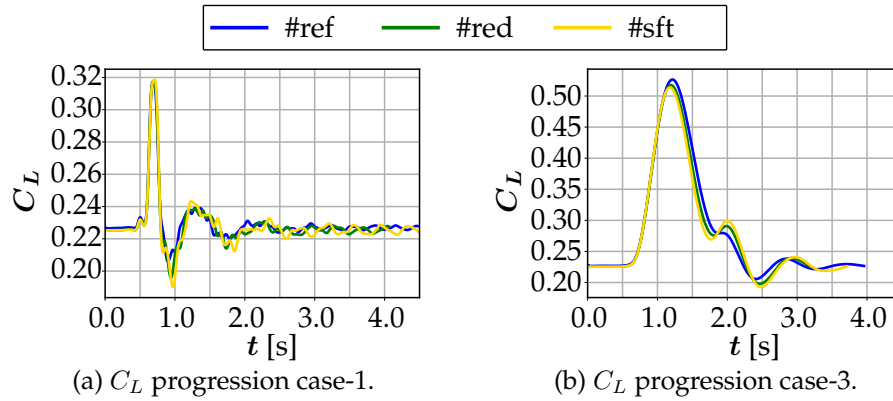 #ref #red #sft
0.32
0.30
0.28
0.26
0.24
0.22
0.20
C_L
0.0 1.0 2.0 3.0 4.0
t [s]
(a) C_L progression case-1.
0.50
0.45
0.40
0.35
0.30
0.25
0.20
C_L
0.0 1.0 2.0 3.0 4.0
t [s]
(b) C_L progression case-3.